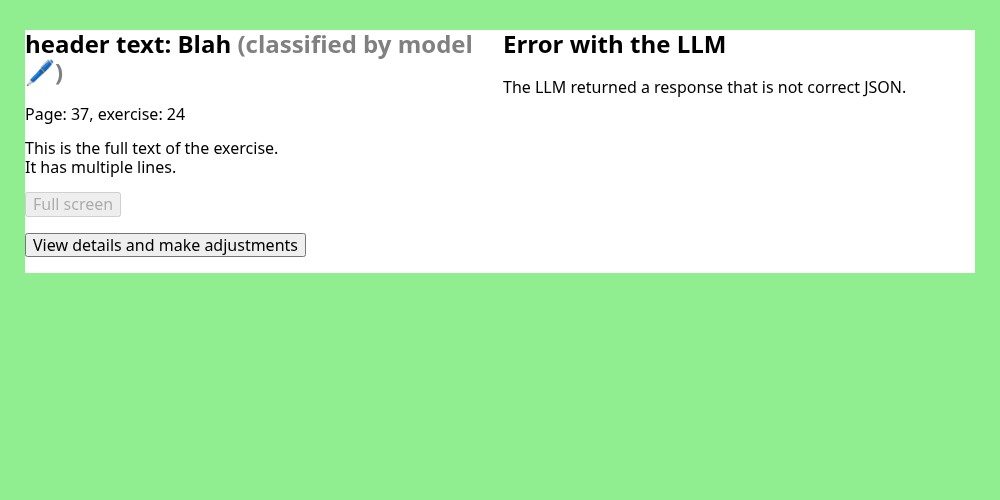 header text: Blah (classified by model
🖊️)
Page: 37, exercise: 24
This is the full text of the exercise.
It has multiple lines.
Full screen
View details and make adjustments
Error with the LLM
The LLM returned a response that is not correct JSON.